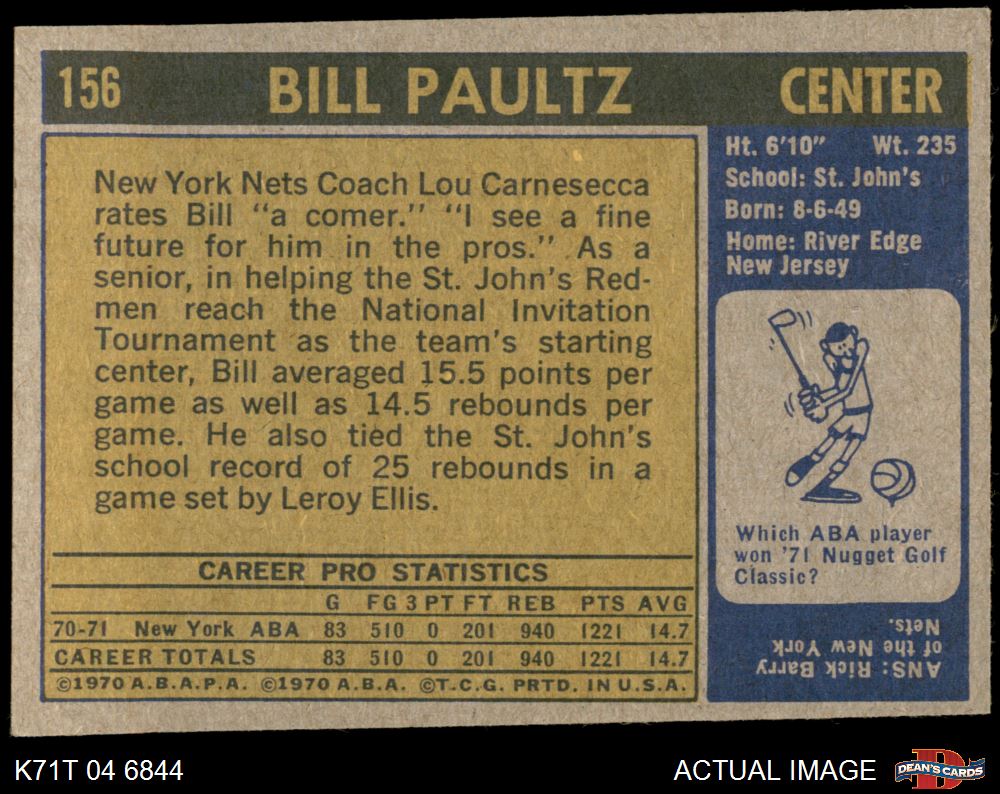 156 BILL PAULTZ CENTER
New York Nets Coach Lou Carnesecca
rates Bill "a comer." "I see a fine
future for him in the pros." As a
senior, in helping the St. John's Red-
men reach the National Invitation
Tournament as the team's starting
center, Bill averaged 15.5 points per
game as well as 14.5 rebounds per
game. He also tied the St. John's
school record of 25 rebounds in a
game set by Leroy Ellis.
CAREER PRO STATISTICS
G FG 3 PT FT REB PTS AVG
70-71 New York ABA 83 510 0 201 940 1221 14.7
CAREER TOTALS 83 510 0 201 940 1221 14.7
©1970 A.B.A.P.A. ©1970 A.B.A. ©T.C.G. PRTD. IN U.S.A.
Ht. 6'10" Wt. 235
School: St. John's
Born: 8-6-49
Home: River Edge
New Jersey
Which ABA player
won '71 Nugget Golf
Classic?
ANS: Rick Barry
of the New York
Nets.
K71T 04 6844 ACTUAL IMAGE DEAN'S CARDS